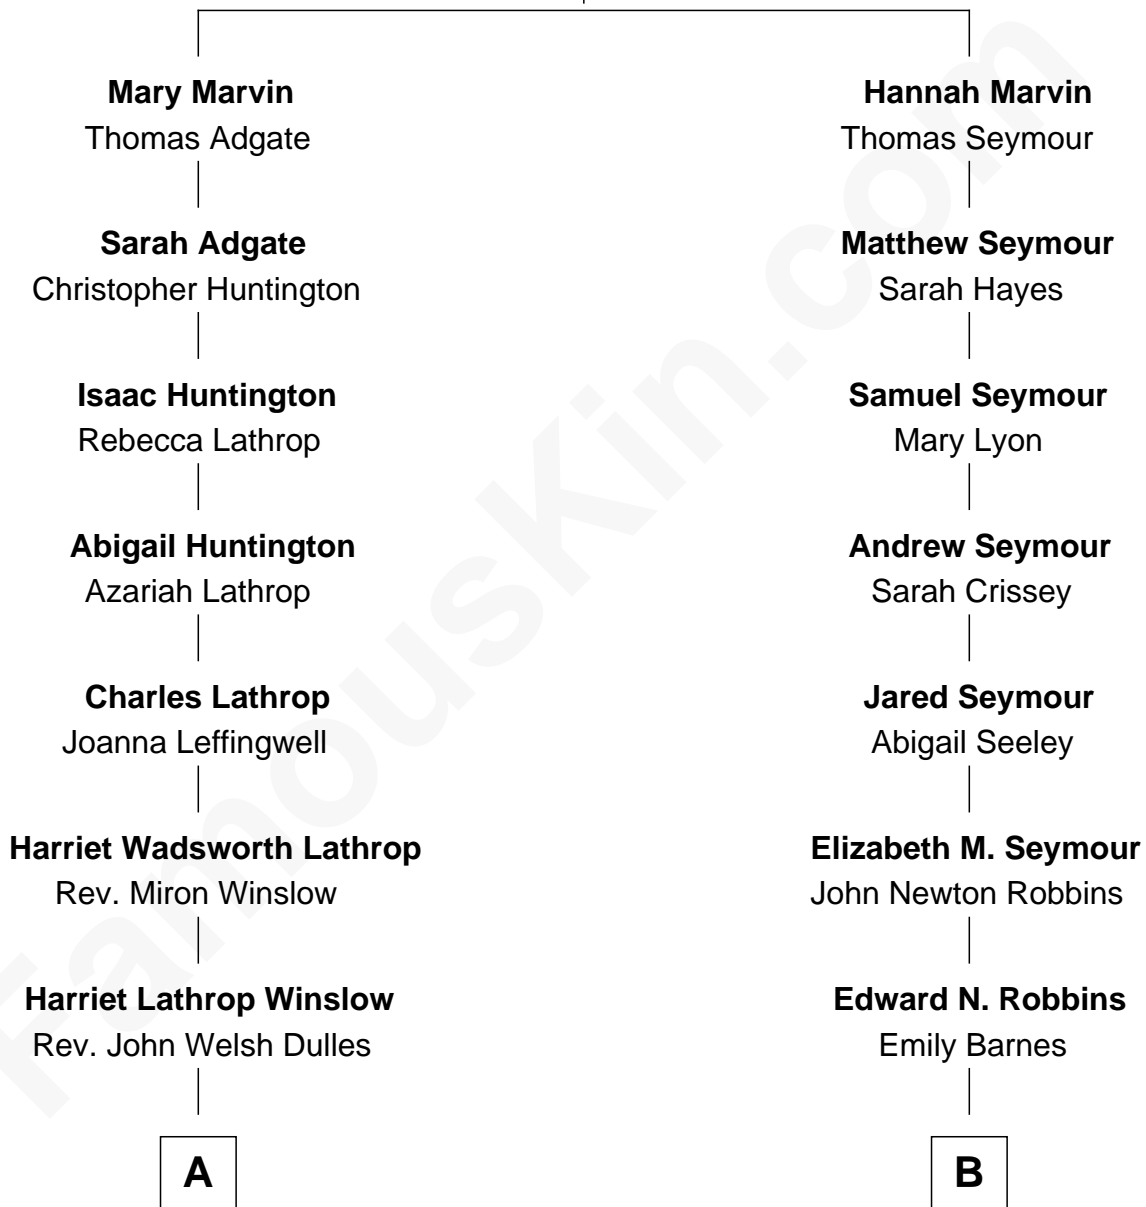 Mary Marvin
Thomas Adgate
Sarah Adgate
Christopher Huntington
Isaac Huntington
Rebecca Lathrop
Abigail Huntington
Azariah Lathrop
Charles Lathrop
Joanna Leffingwell
Harriet Wadsworth Lathrop
Rev. Miron Winslow
Harriet Lathrop Winslow
Rev. John Welsh Dulles
A
Hannah Marvin
Thomas Seymour
Matthew Seymour
Sarah Hayes
Samuel Seymour
Mary Lyon
Andrew Seymour
Sarah Crissey
Jared Seymour
Abigail Seeley
Elizabeth M. Seymour
John Newton Robbins
Edward N. Robbins
Emily Barnes
B
FamousKin.com